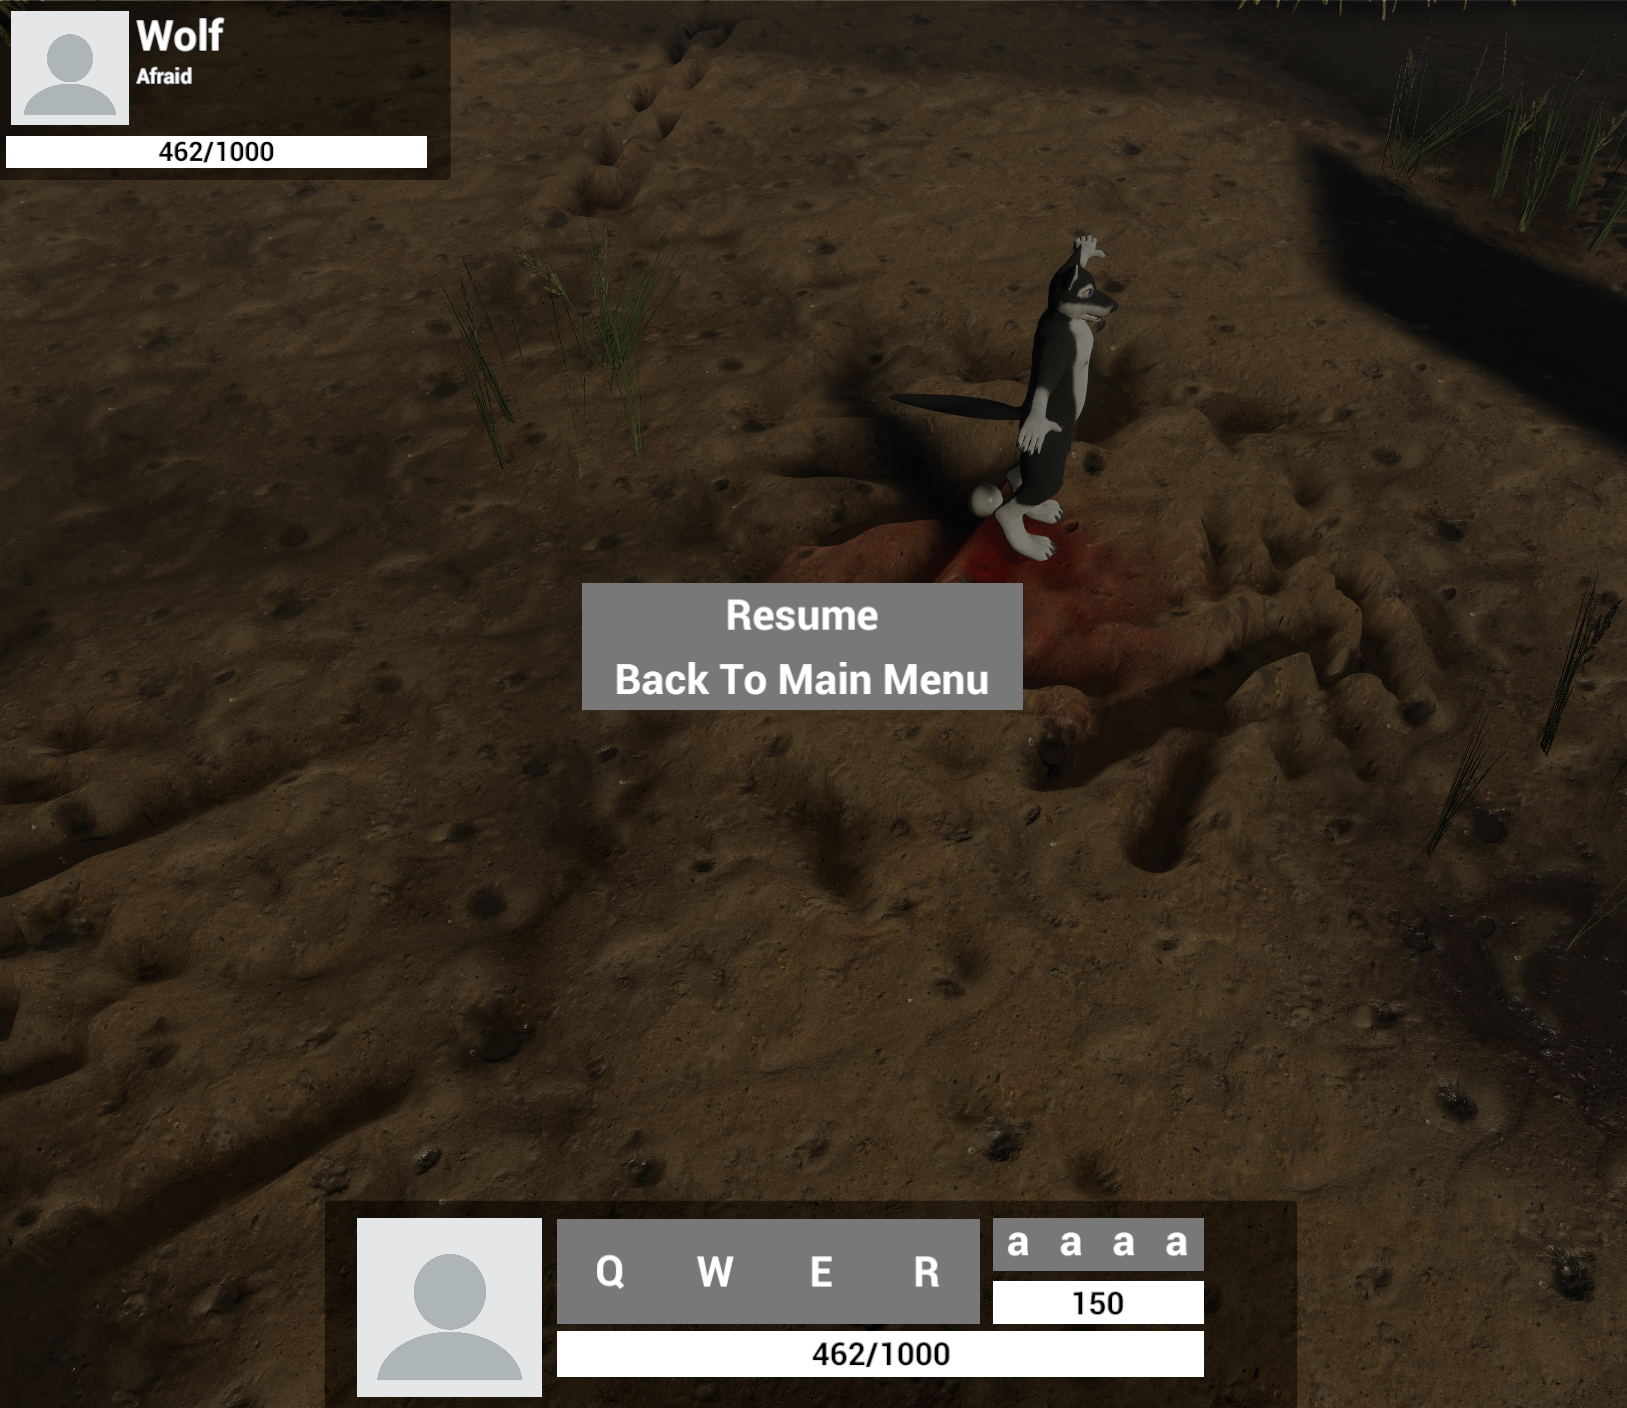 Wolf
Afraid
462/1000
Resume
Back To Main Menu
Q W E R
a a a a
150
462/1000